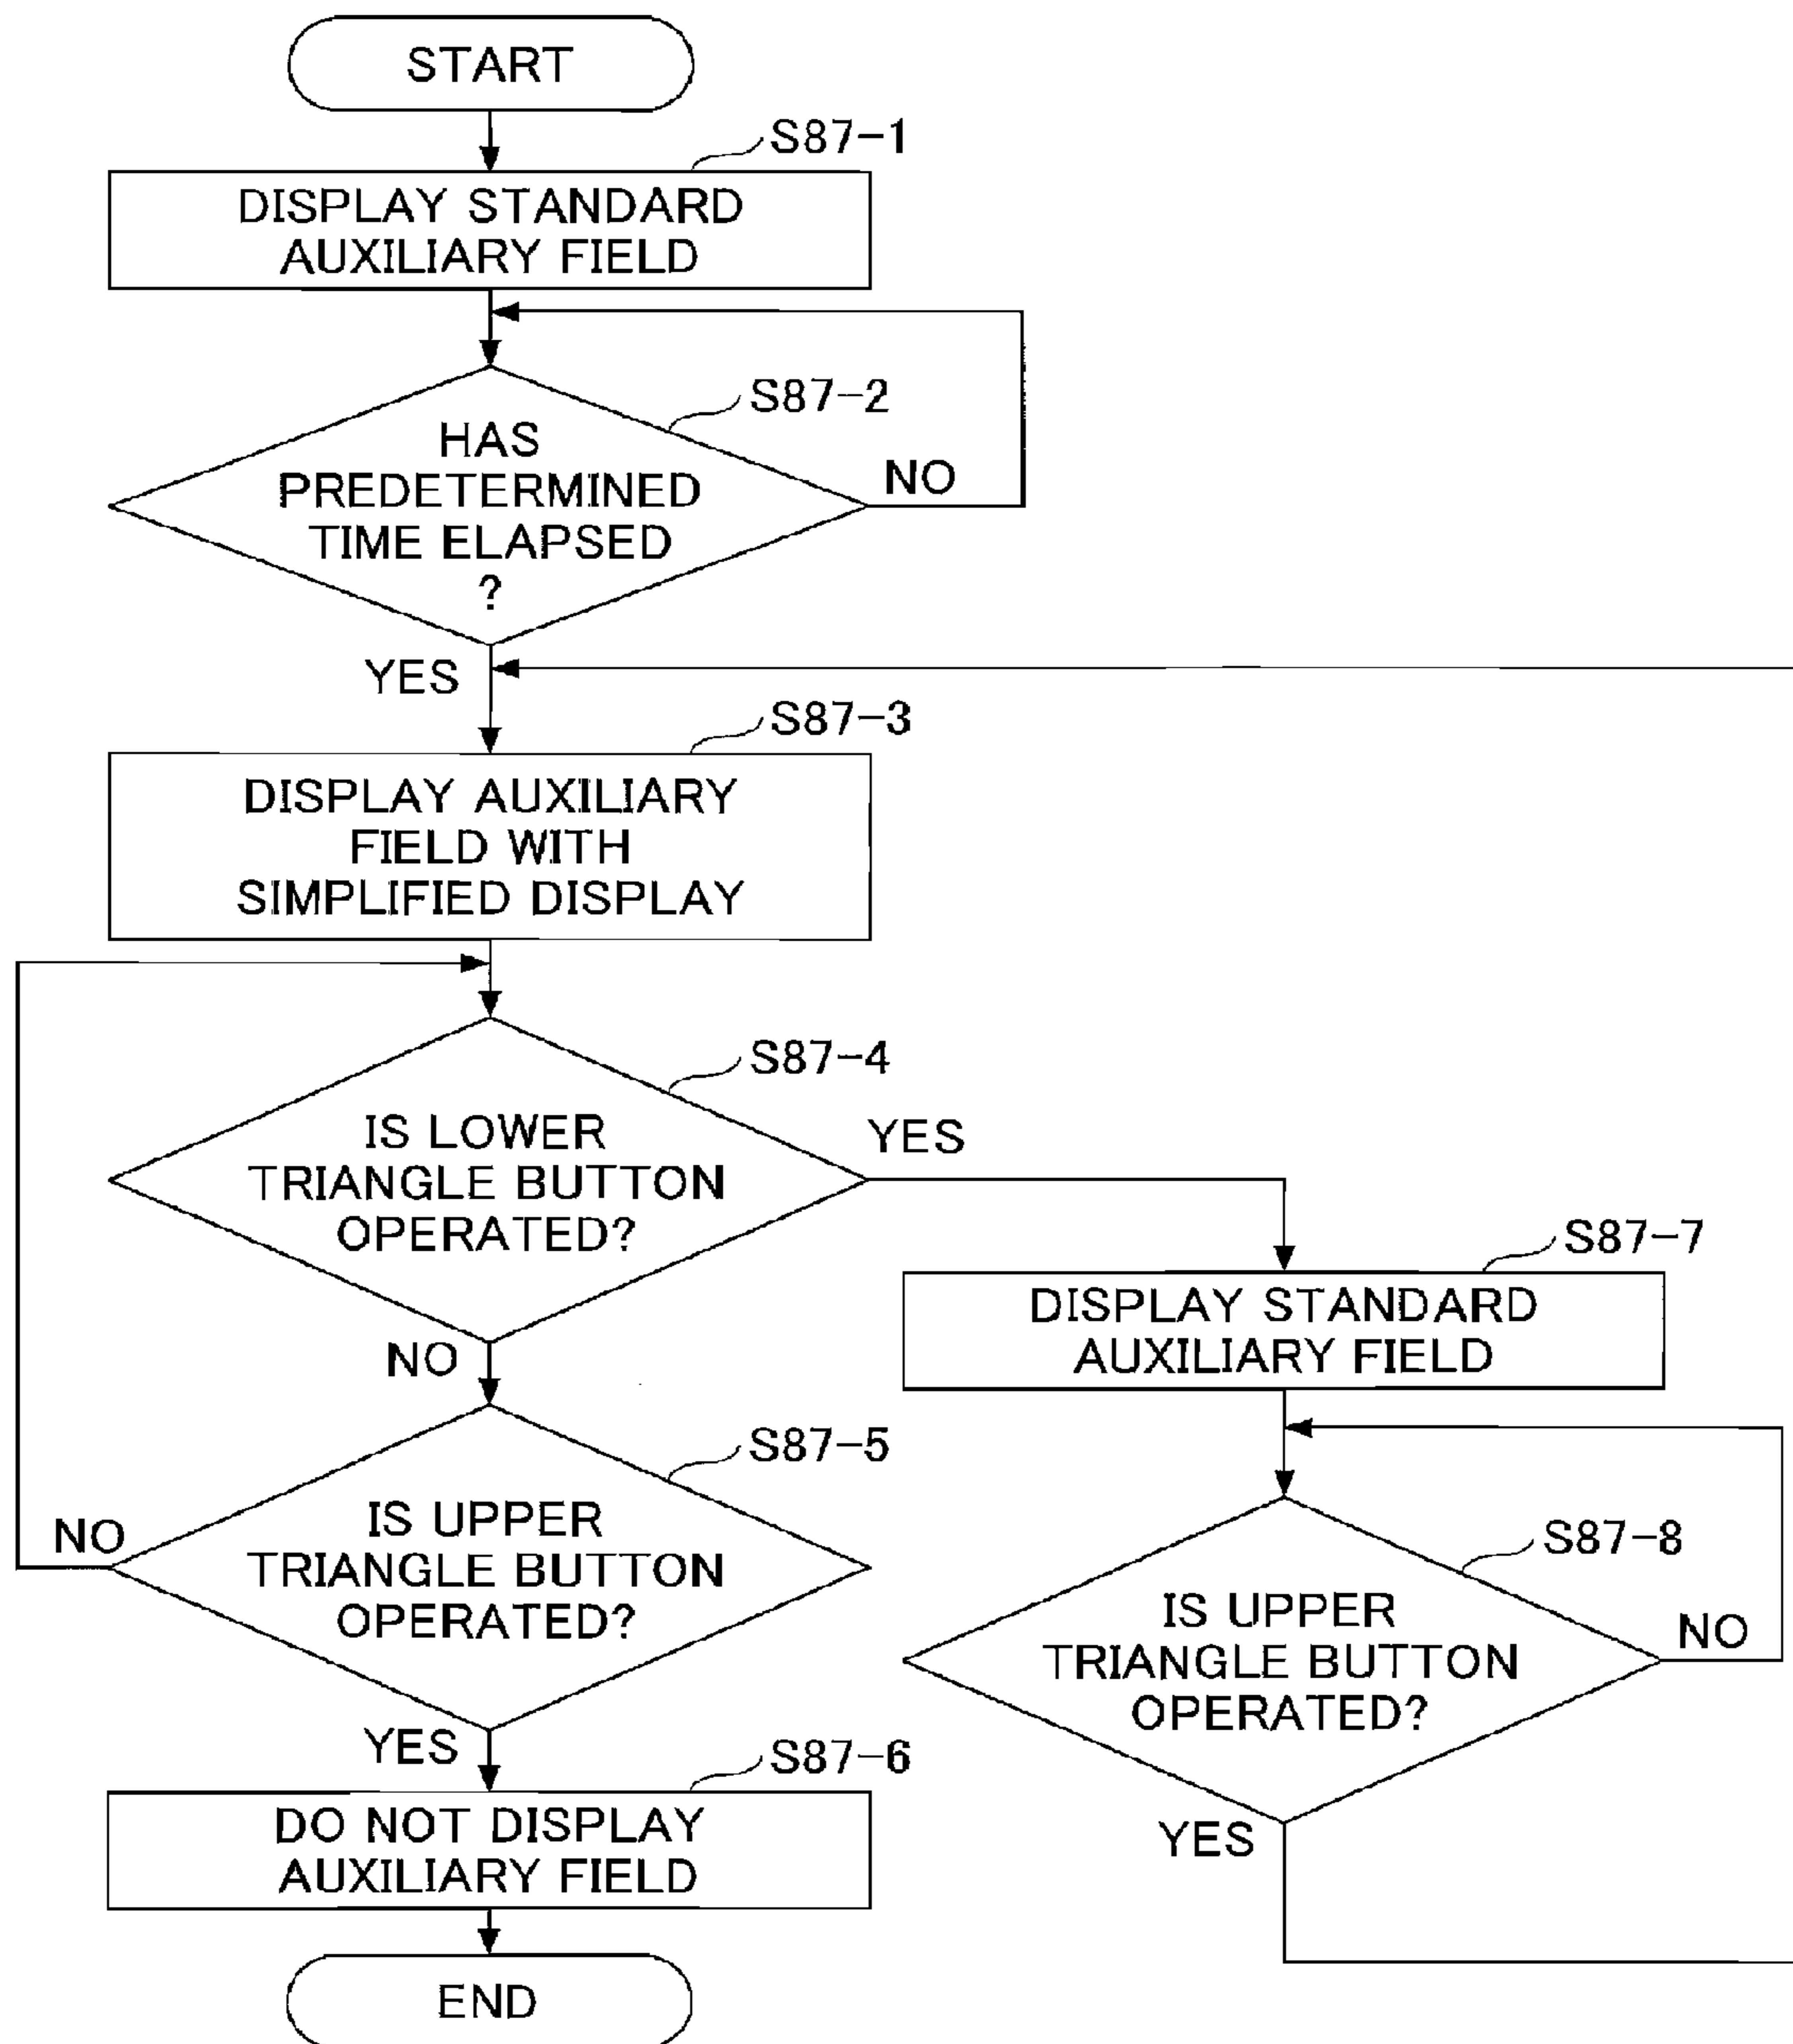 START
S87-1
DISPLAY STANDARD
AUXILIARY FIELD
S87-2
HAS
PREDETERMINED
TIME ELAPSED
?
NO
YES
S87-3
DISPLAY AUXILIARY
FIELD WITH
SIMPLIFIED DISPLAY
S87-4
IS LOWER
TRIANGLE BUTTON
OPERATED?
YES
NO
S87-7
DISPLAY STANDARD
AUXILIARY FIELD
S87-5
IS UPPER
TRIANGLE BUTTON
OPERATED?
NO
YES
S87-8
IS UPPER
TRIANGLE BUTTON
OPERATED?
NO
YES
S87-6
DO NOT DISPLAY
AUXILIARY FIELD
END